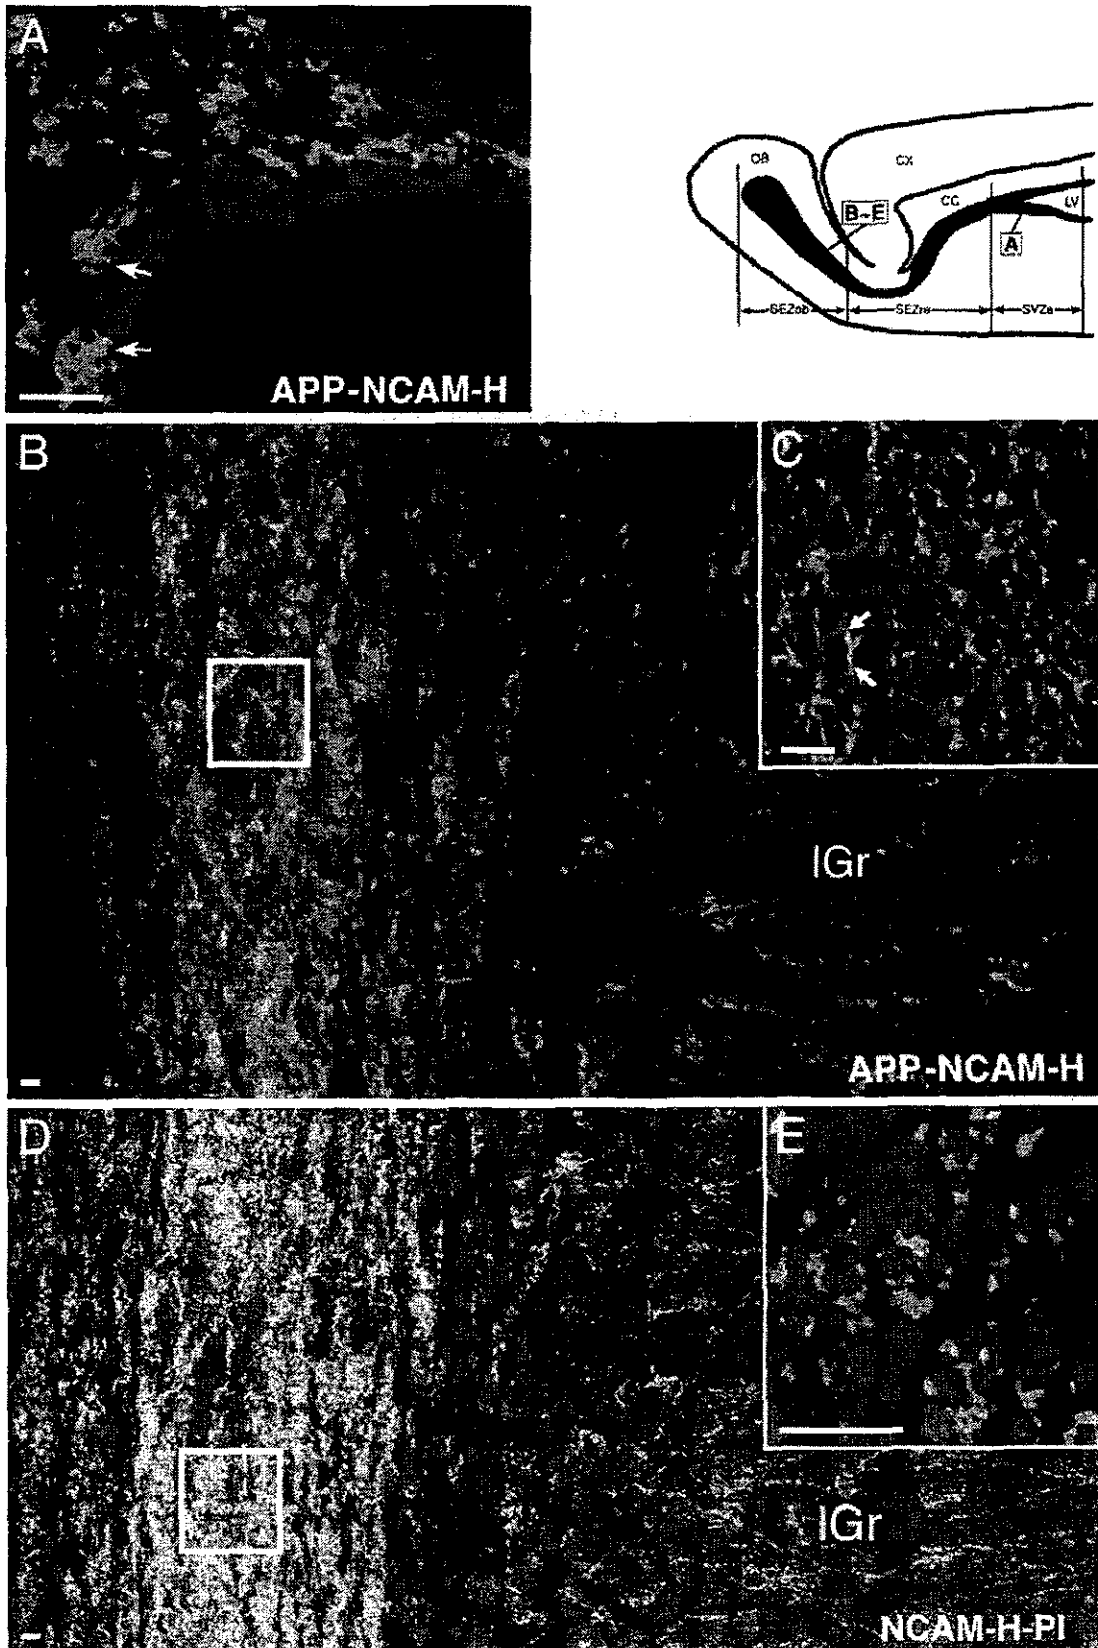 A
APP-NCAM-H
OB
CX
CC
LV
B-E
A
SEZob
SEZre
SVZa
B
C
IGr
APP-NCAM-H
D
E
IGr
NCAM-H-PI